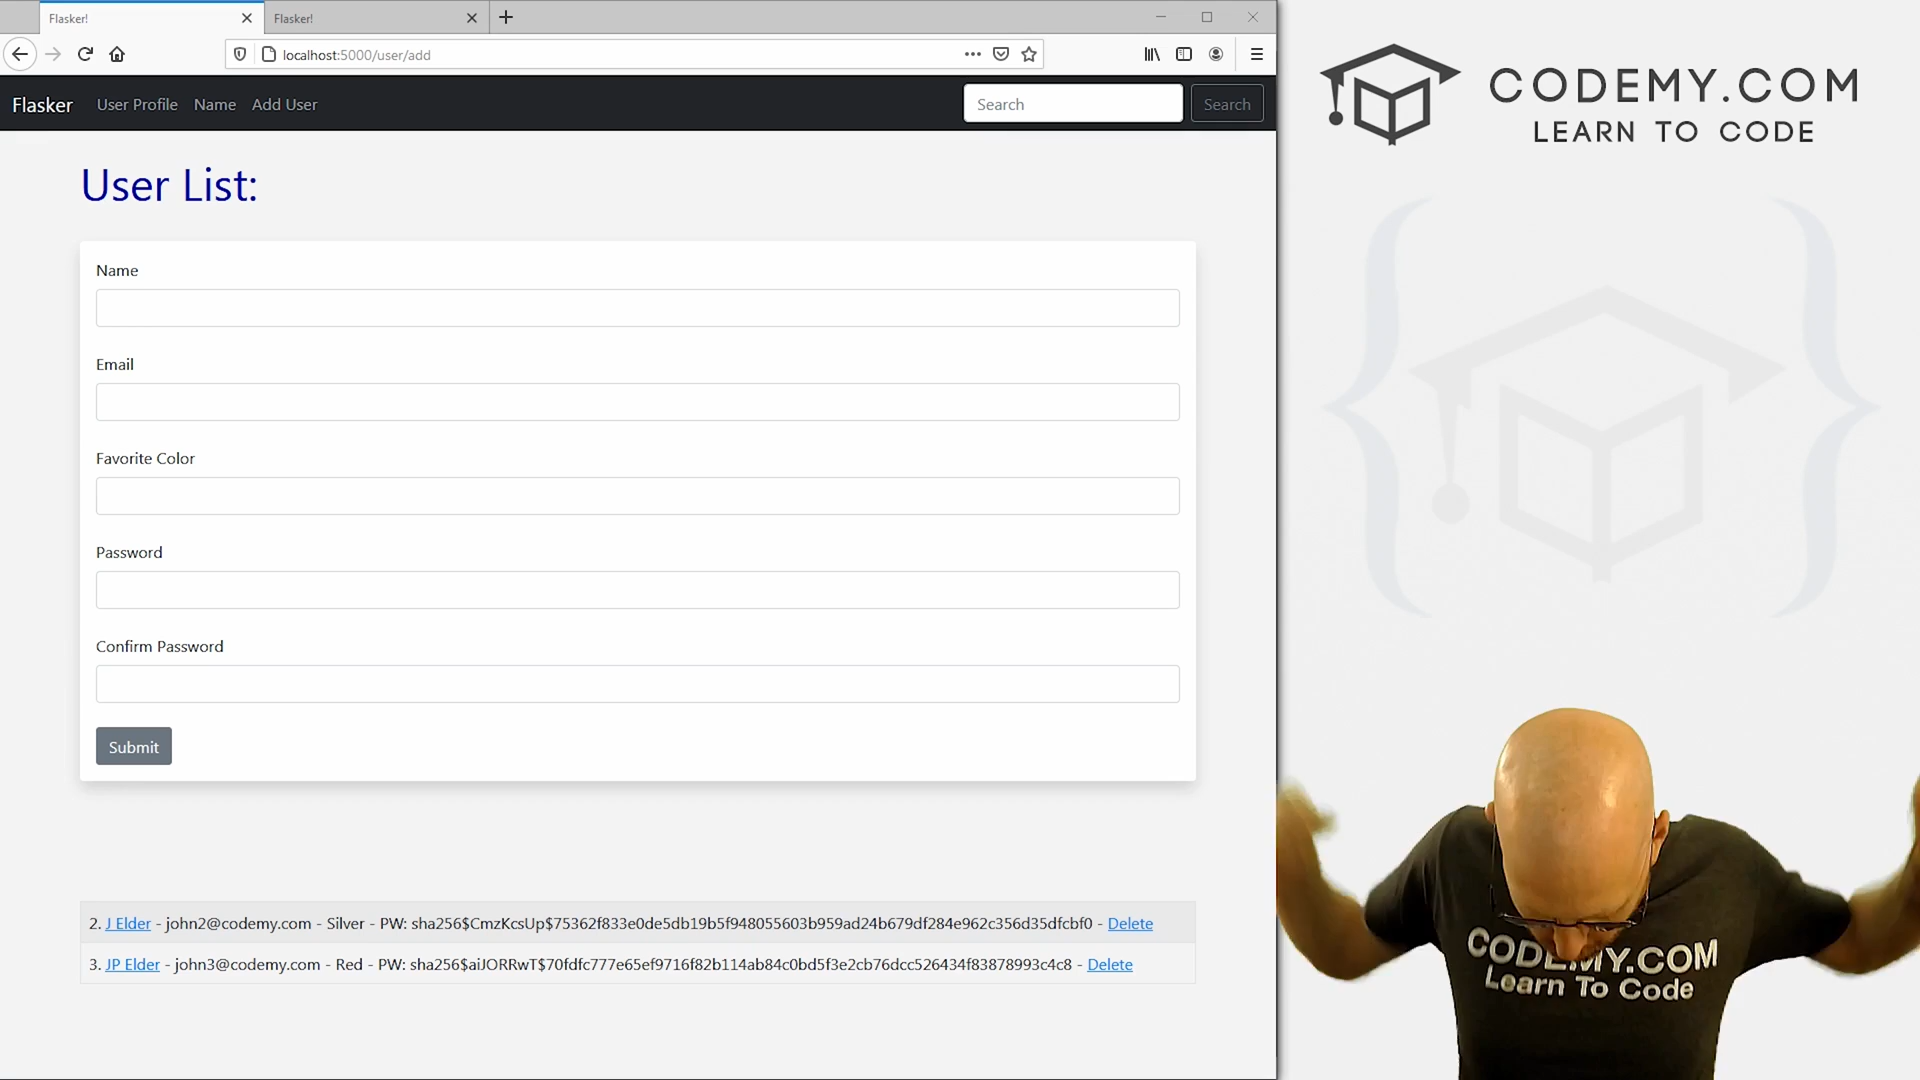 Flasker!
Flasker!
localhost:5000/user/add
Flasker User Profile Name Add User Search Search
User List:
Name
Email
Favorite Color
Password
Confirm Password
Submit
2. J Elder - john2@codemy.com - Silver - PW: sha256$CmzKcsUp$75362f833e0de5db19b5f948055603b959ad24b679df284e962c356d35dfcbf0 - Delete
3. JP Elder - john3@codemy.com - Red - PW: sha256$aiJORRwT$70fdfc777e65ef9716f82b114ab84c0bd5f3e2cb76dcc526434f83878993c4c8 - Delete
CODEMY.COM
LEARN TO CODE
CODEMY.COM
Learn To Code